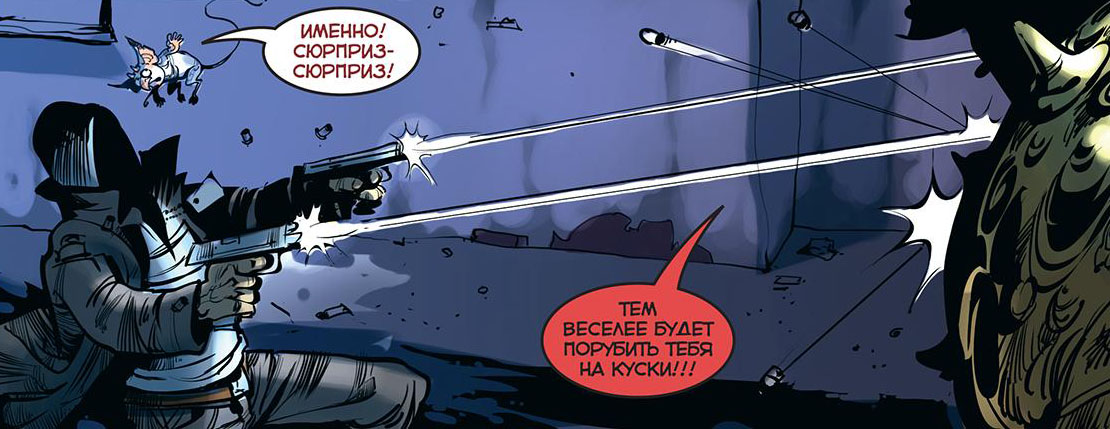 ИМЕННО!
СЮРПРИЗ-
СЮРПРИЗ!
ТЕМ
ВЕСЕЛЕЕ БУДЕТ
ПОРУБИТЬ ТЕБЯ
НА КУСКИ!!!